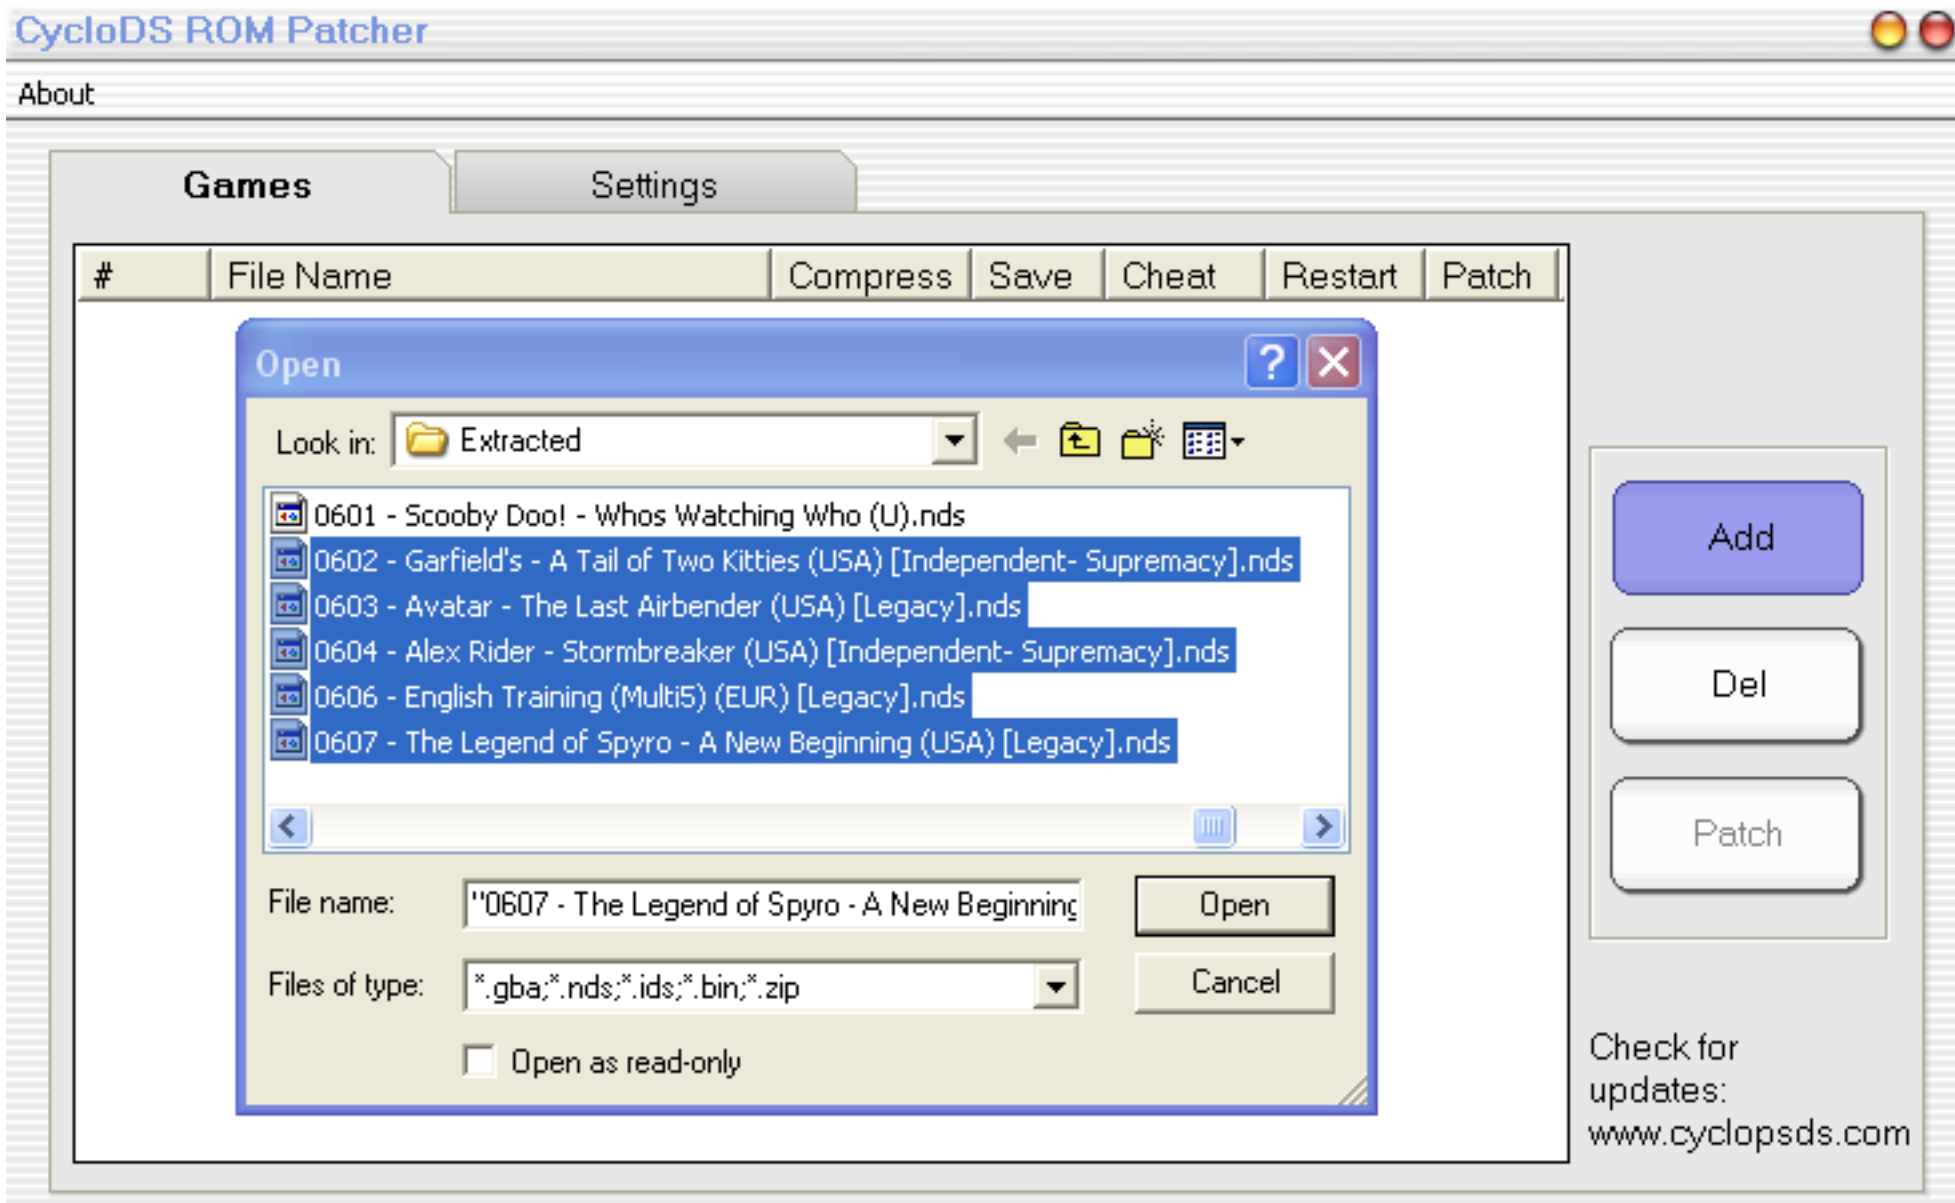 CycloDS ROM Patcher
About
Games Settings
# File Name Compress Save Cheat Restart Patch
Open
Look in: Extracted
0601 - Scooby Doo! - Whos Watching Who (U).nds
0602 - Garfield's - A Tail of Two Kitties (USA) [Independent- Supremacy].nds
0603 - Avatar - The Last Airbender (USA) [Legacy].nds
0604 - Alex Rider - Stormbreaker (USA) [Independent- Supremacy].nds
0606 - English Training (Multi5) (EUR) [Legacy].nds
0607 - The Legend of Spyro - A New Beginning (USA) [Legacy].nds
File name: "0607 - The Legend of Spyro - A New Beginning
Open
Files of type: *.gba;*.nds;*.ids;*.bin;*.zip
Cancel
Open as read-only
Add
Del
Patch
Check for
updates:
www.cyclopsds.com